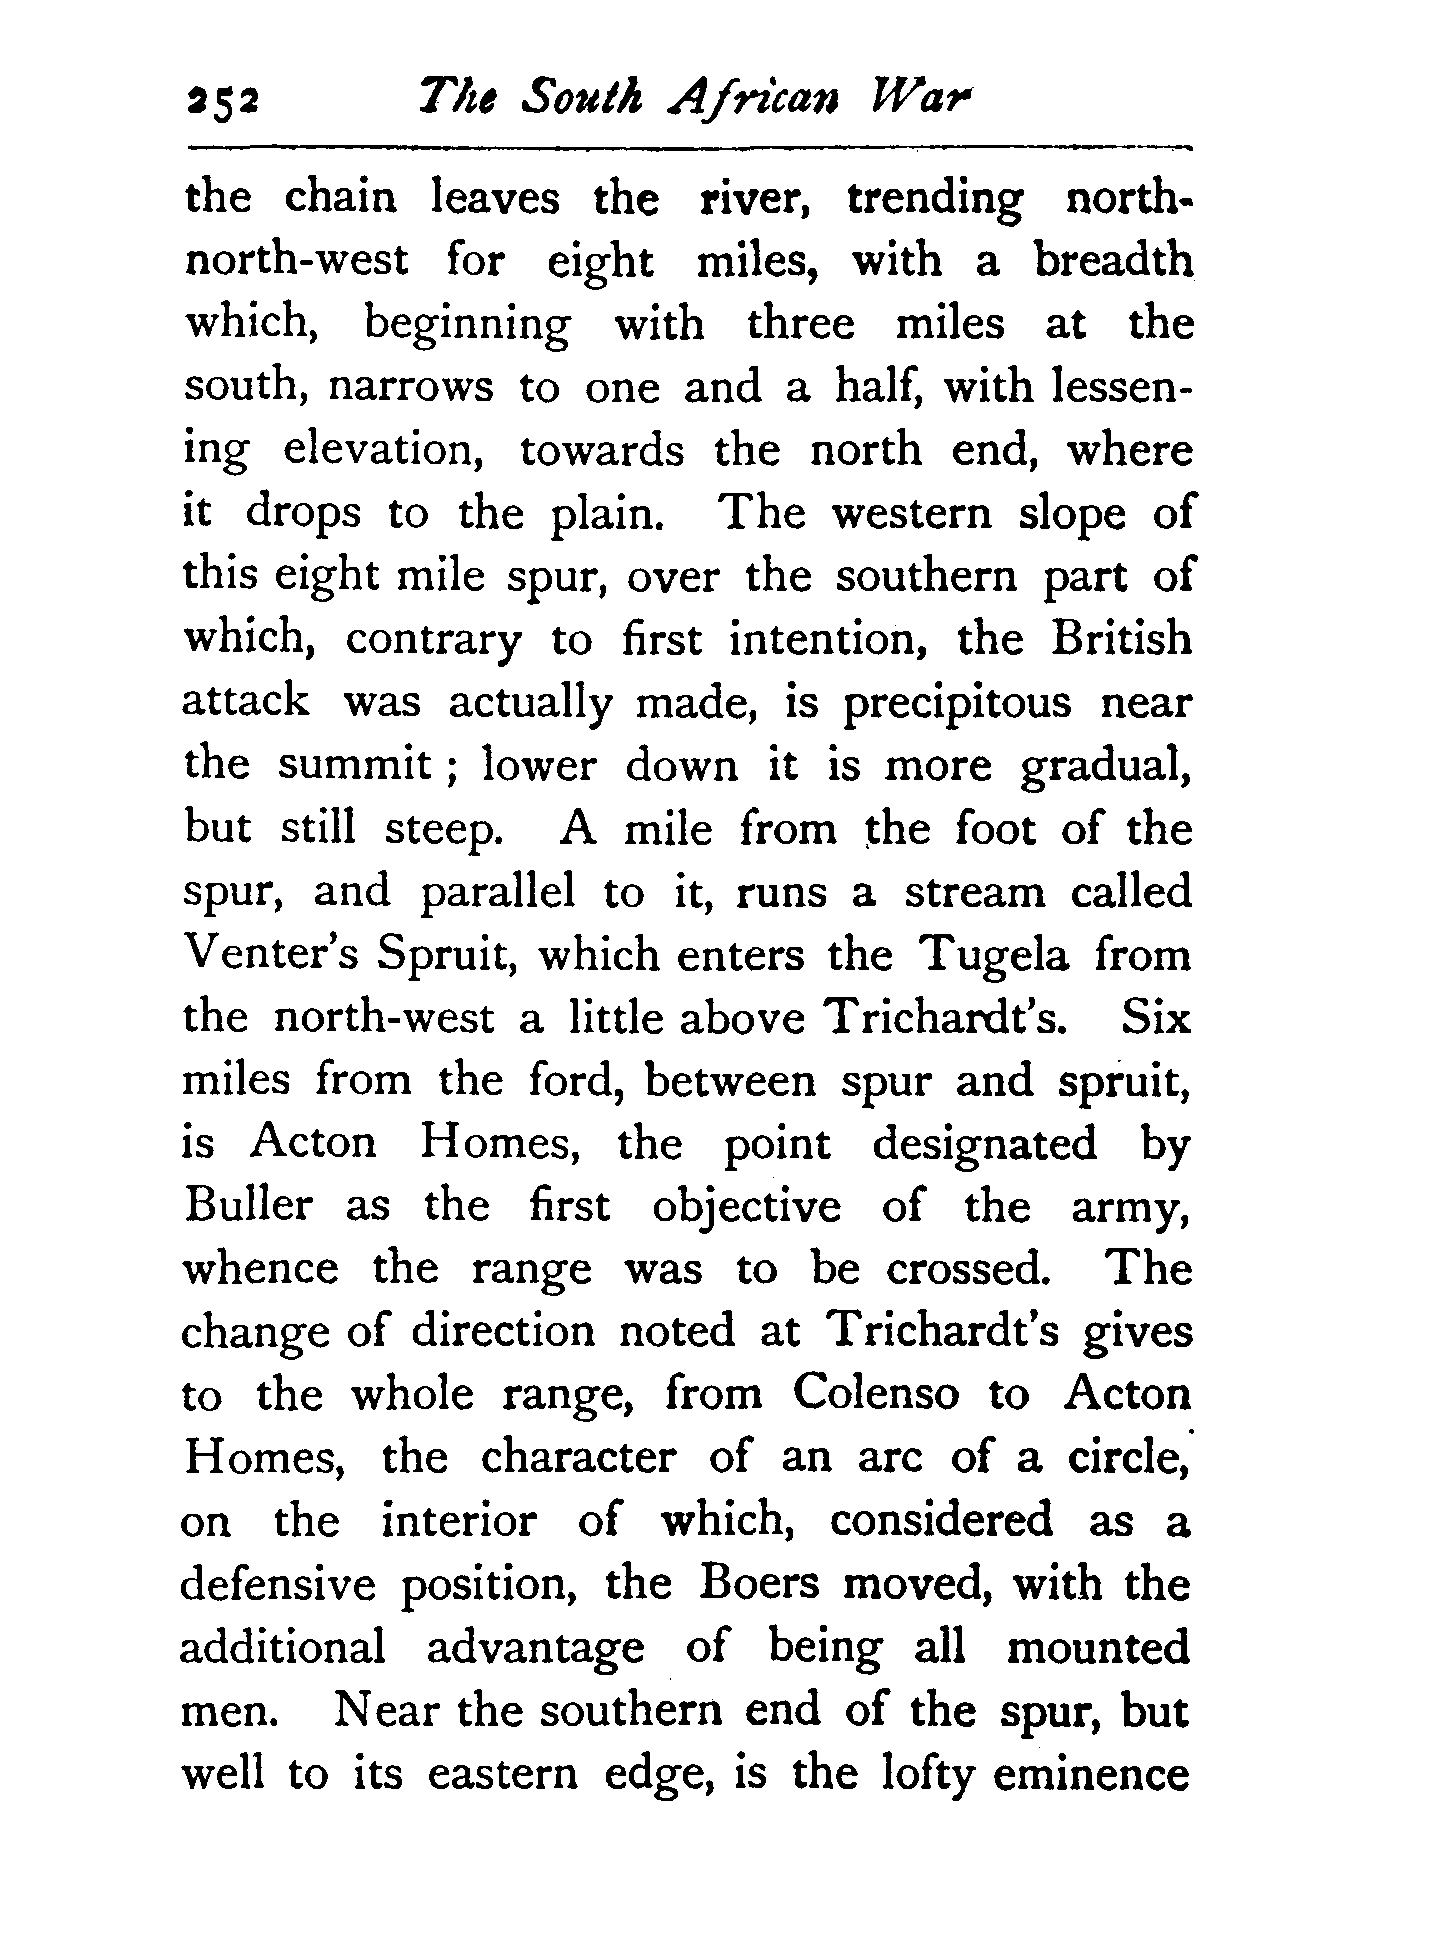 252 The South African War
the chain leaves the river, trending north-
north-west for eight miles, with a breadth
which, beginning with three miles at the
south, narrows to one and a half, with lessen-
ing elevation, towards the north end, where
it drops to the plain. The western slope of
this eight mile spur, over the southern part of
which, contrary to first intention, the British
attack was actually made, is precipitous near
the summit ; lower down it is more gradual,
but still steep. A mile from the foot of the
spur, and parallel to it, runs a stream called
Venter's Spruit, which enters the Tugela from
the north-west a little above Trichardt's. Six
miles from the ford, between spur and spruit,
is Acton Homes, the point designated by
Buller as the first objective of the army,
whence the range was to be crossed. The
change of direction noted at Trichardt's gives
to the whole range, from Colenso to Acton
Homes, the character of an arc of a circle,
on the interior of which, considered as a
defensive position, the Boers moved, with the
additional advantage of being all mounted
men. Near the southern end of the spur, but
well to its eastern edge, is the lofty eminence